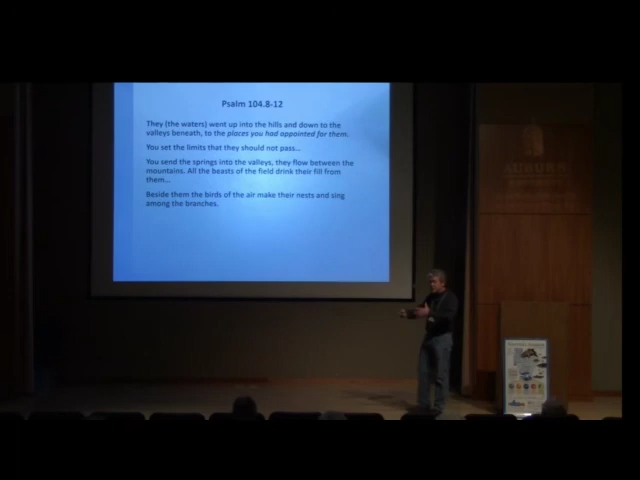 Psalm 104.8-12
They (the waters) went up into the hills and down to the
valleys beneath, to the places you had appointed for them.
You set the limits that they should not pass...
You send the springs into the valleys, they flow between the
mountains. All the beasts of the field drink their fill from
them...
Beside them the birds of the air make their nests and sing
among the branches.
AUBURN